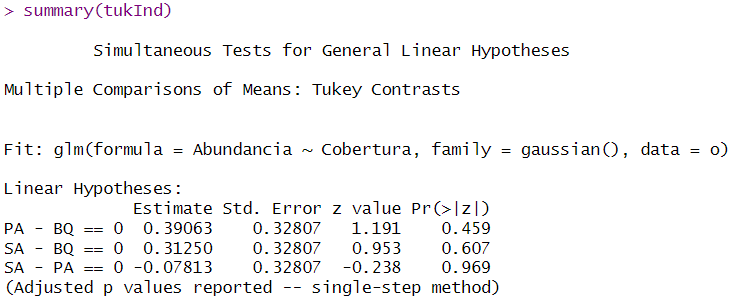 > summary(tukInd)
Simultaneous Tests for General Linear Hypotheses
Multiple Comparisons of Means: Tukey Contrasts
Fit: glm(formula = Abundancia ~ Cobertura, family = gaussian(), data = o)
Linear Hypotheses:
Estimate Std. Error z value Pr(>|z|)
PA - BQ == 0 0.39063 0.32807 1.191 0.459
SA - BQ == 0 0.31250 0.32807 0.953 0.607
SA - PA == 0 -0.07813 0.32807 -0.238 0.969
(Adjusted p values reported -- single-step method)